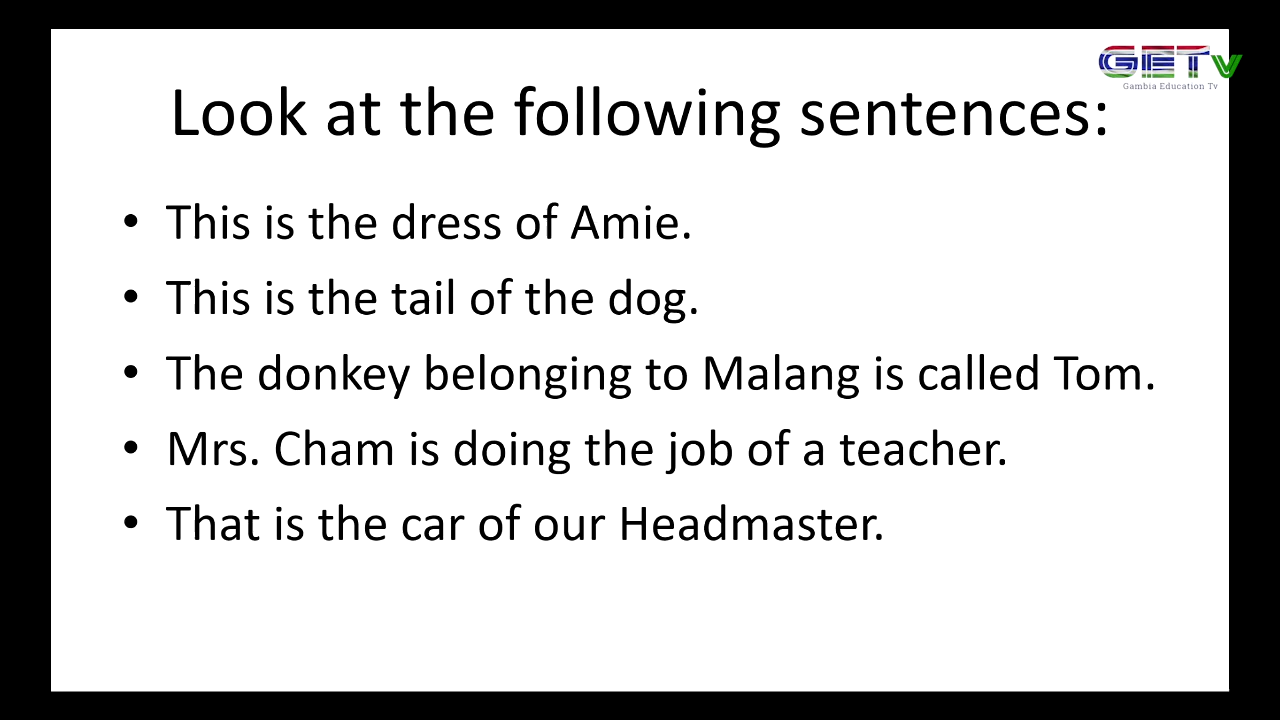 GETv
Gambia Education Tv
Look at the following sentences:
• This is the dress of Amie.
• This is the tail of the dog.
• The donkey belonging to Malang is called Tom.
• Mrs. Cham is doing the job of a teacher.
• That is the car of our Headmaster.